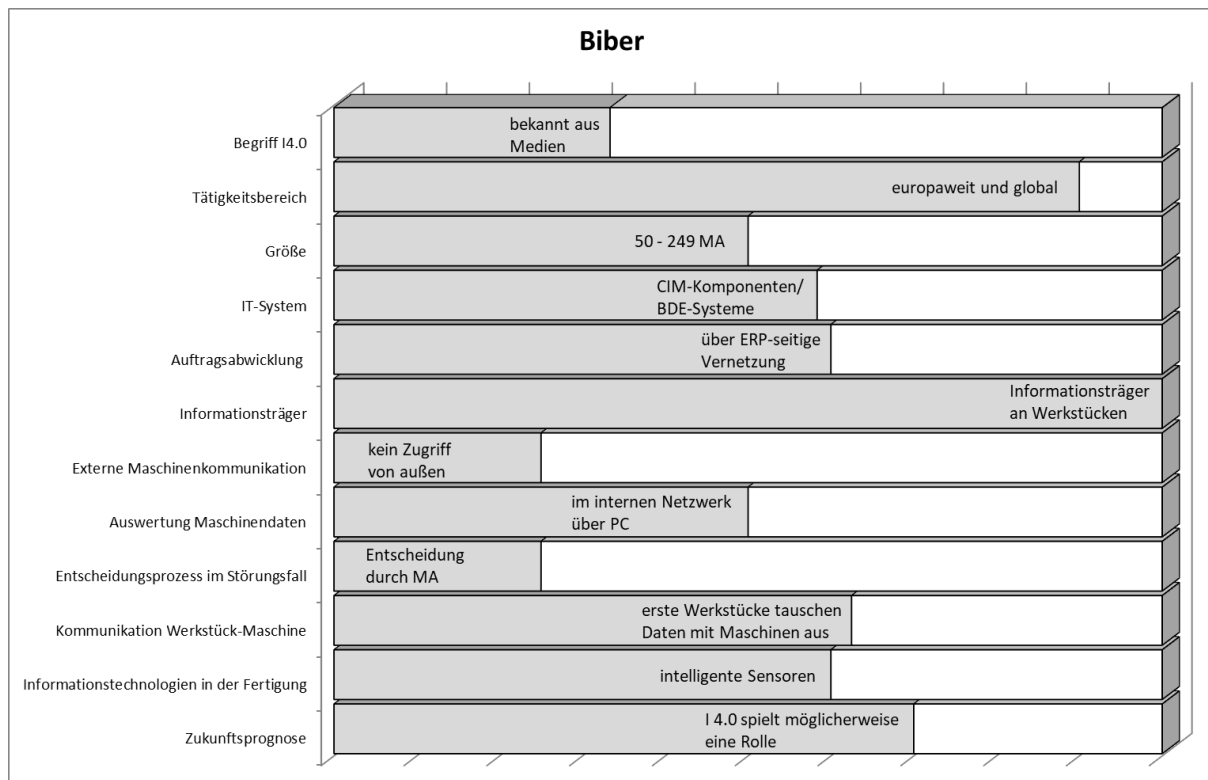 Biber
Begriff I4.0
bekannt aus
Medien
Tätigkeitsbereich
europaweit und global
Größe
50 - 249 MA
IT-System
CIM-Komponenten/
BDE-Systeme
Auftragsabwicklung
über ERP-seitige
Vernetzung
Informationsträger
Informationsträger
an Werkstücken
Externe Maschinenkommunikation
kein Zugriff
von außen
Auswertung Maschinendaten
im internen Netzwerk
über PC
Entscheidungsprozess im Störungsfall
Entscheidung
durch MA
Kommunikation Werkstück-Maschine
erste Werkstücke tauschen
Daten mit Maschinen aus
Informationstechnologien in der Fertigung
intelligente Sensoren
Zukunftsprognose
I 4.0 spielt möglicherweise
eine Rolle